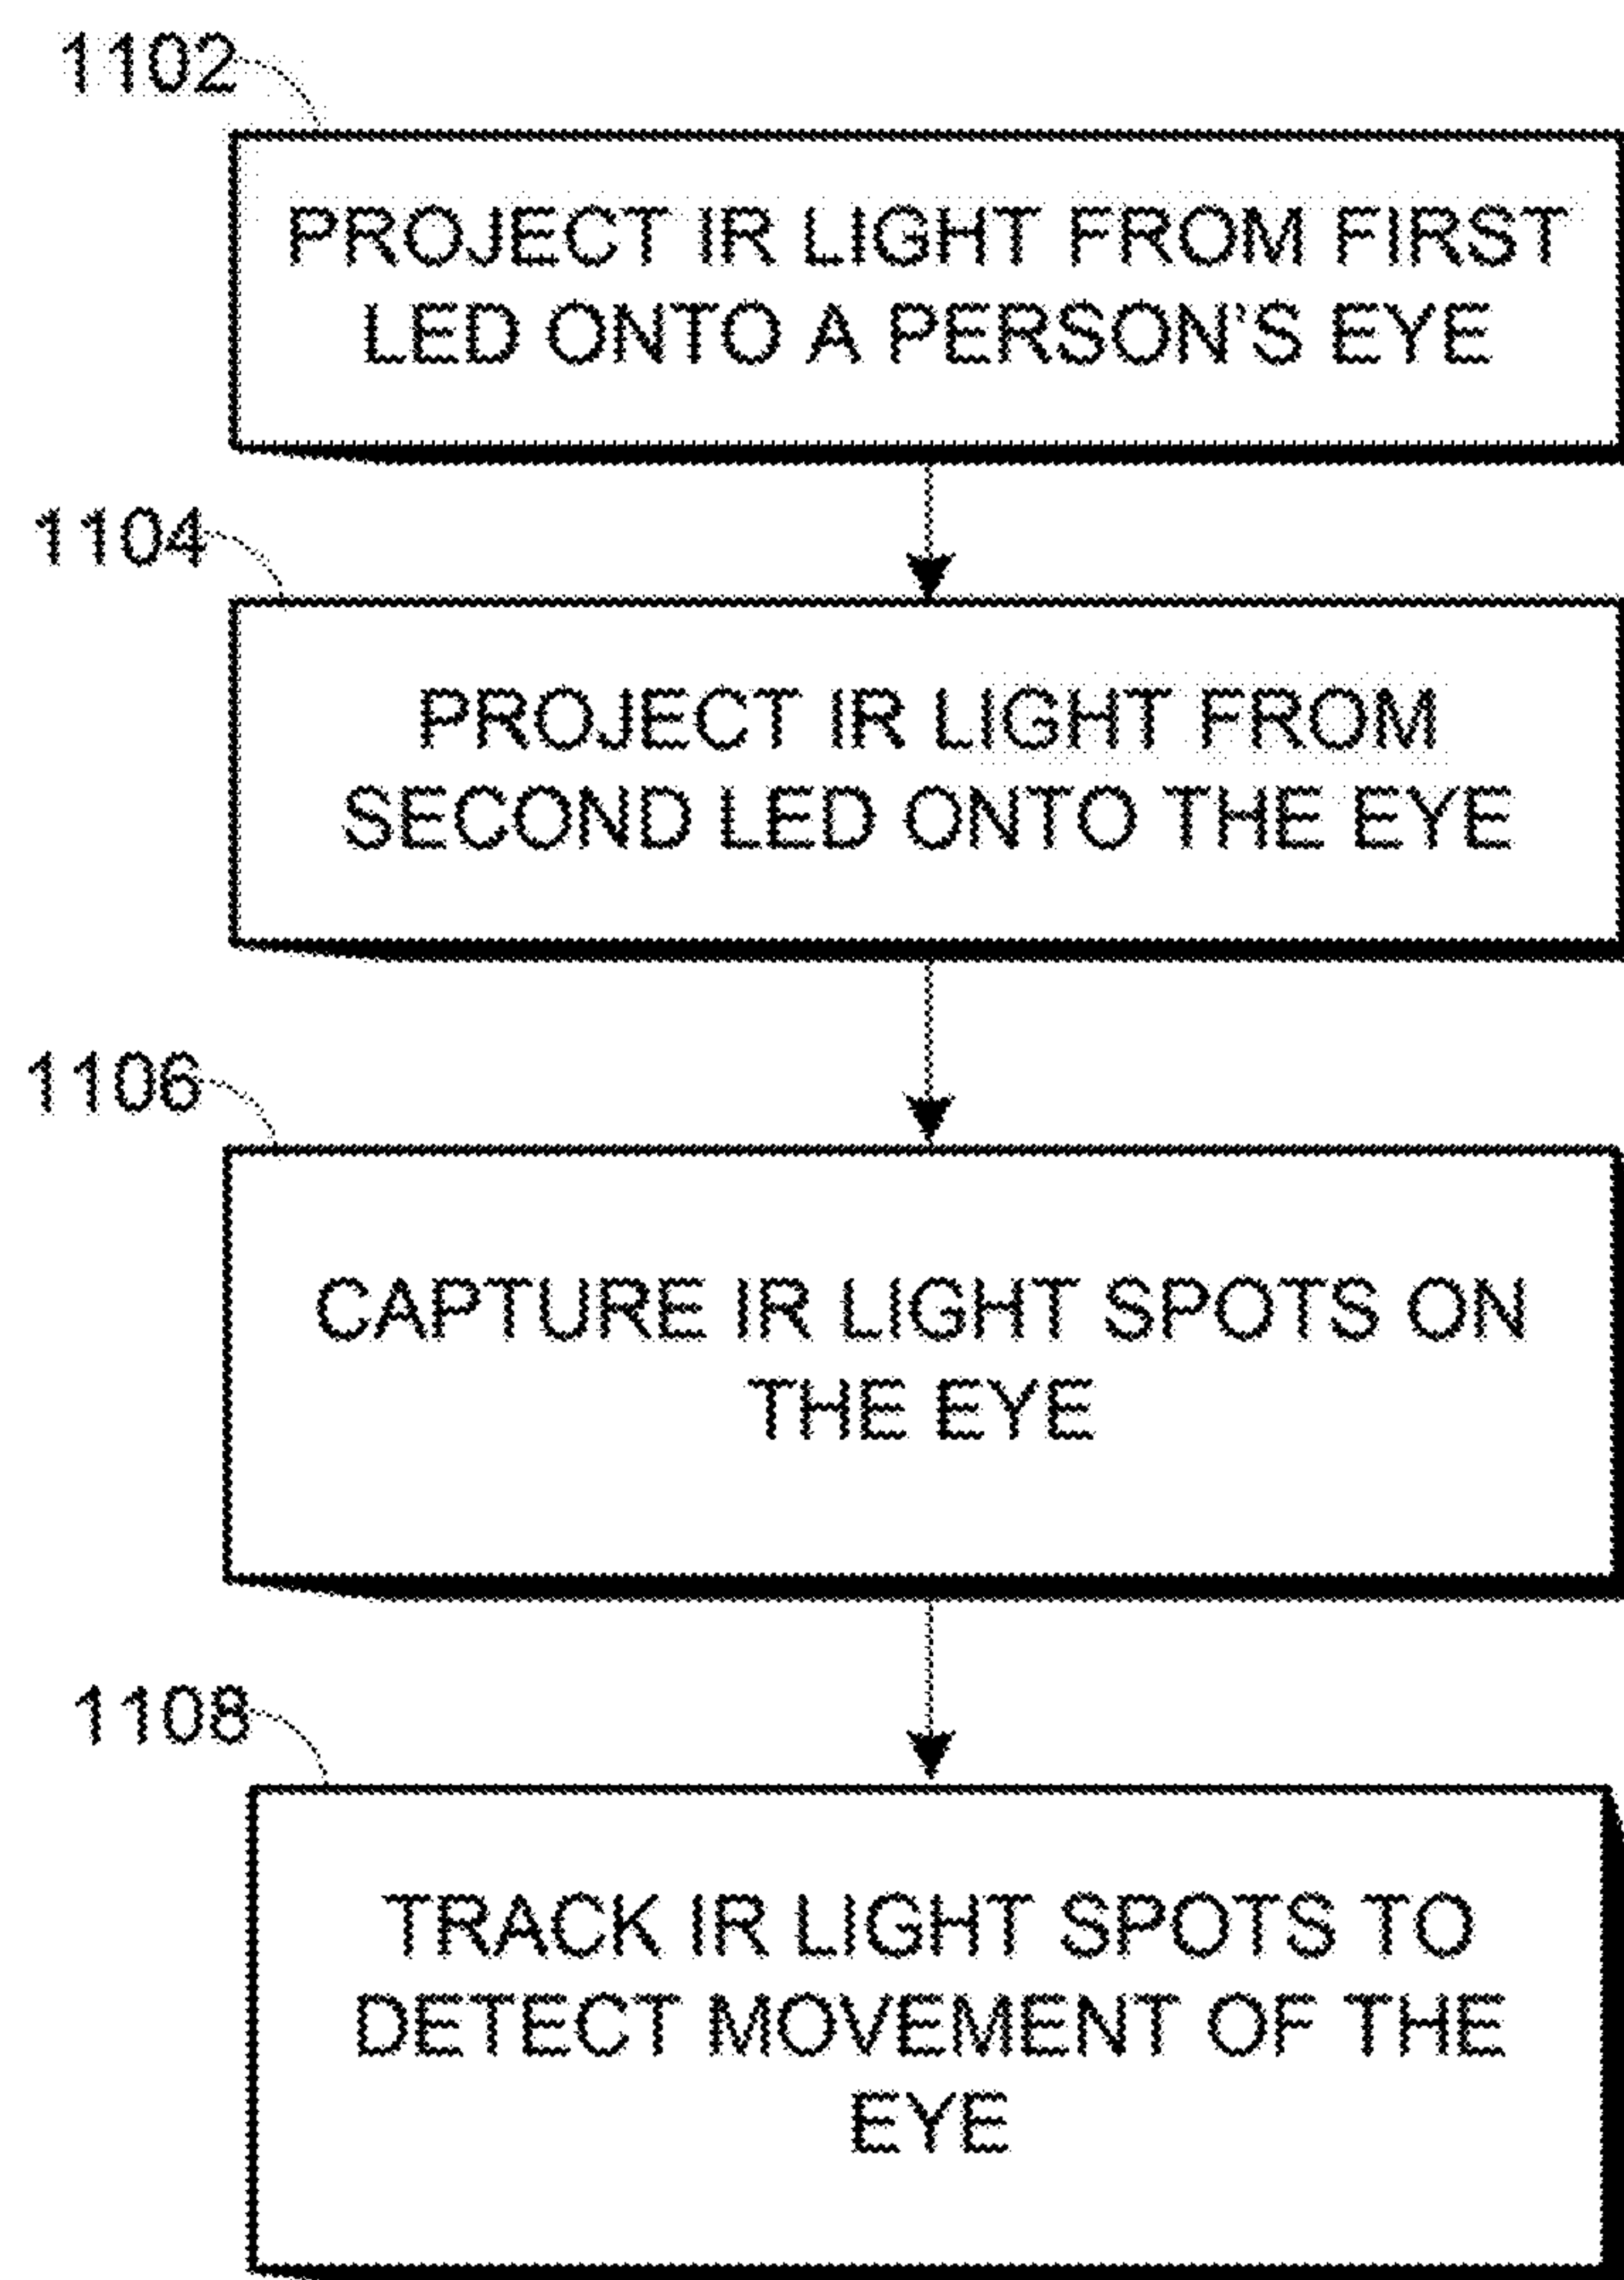 1102
PROJECT IR LIGHT FROM FIRST
LED ONTO A PERSON'S EYE
1104
PROJECT IR LIGHT FROM
SECOND LED ONTO THE EYE
1106
CAPTURE IR LIGHT SPOTS ON
THE EYE
1108
TRACK IR LIGHT SPOTS TO
DETECT MOVEMENT OF THE
EYE